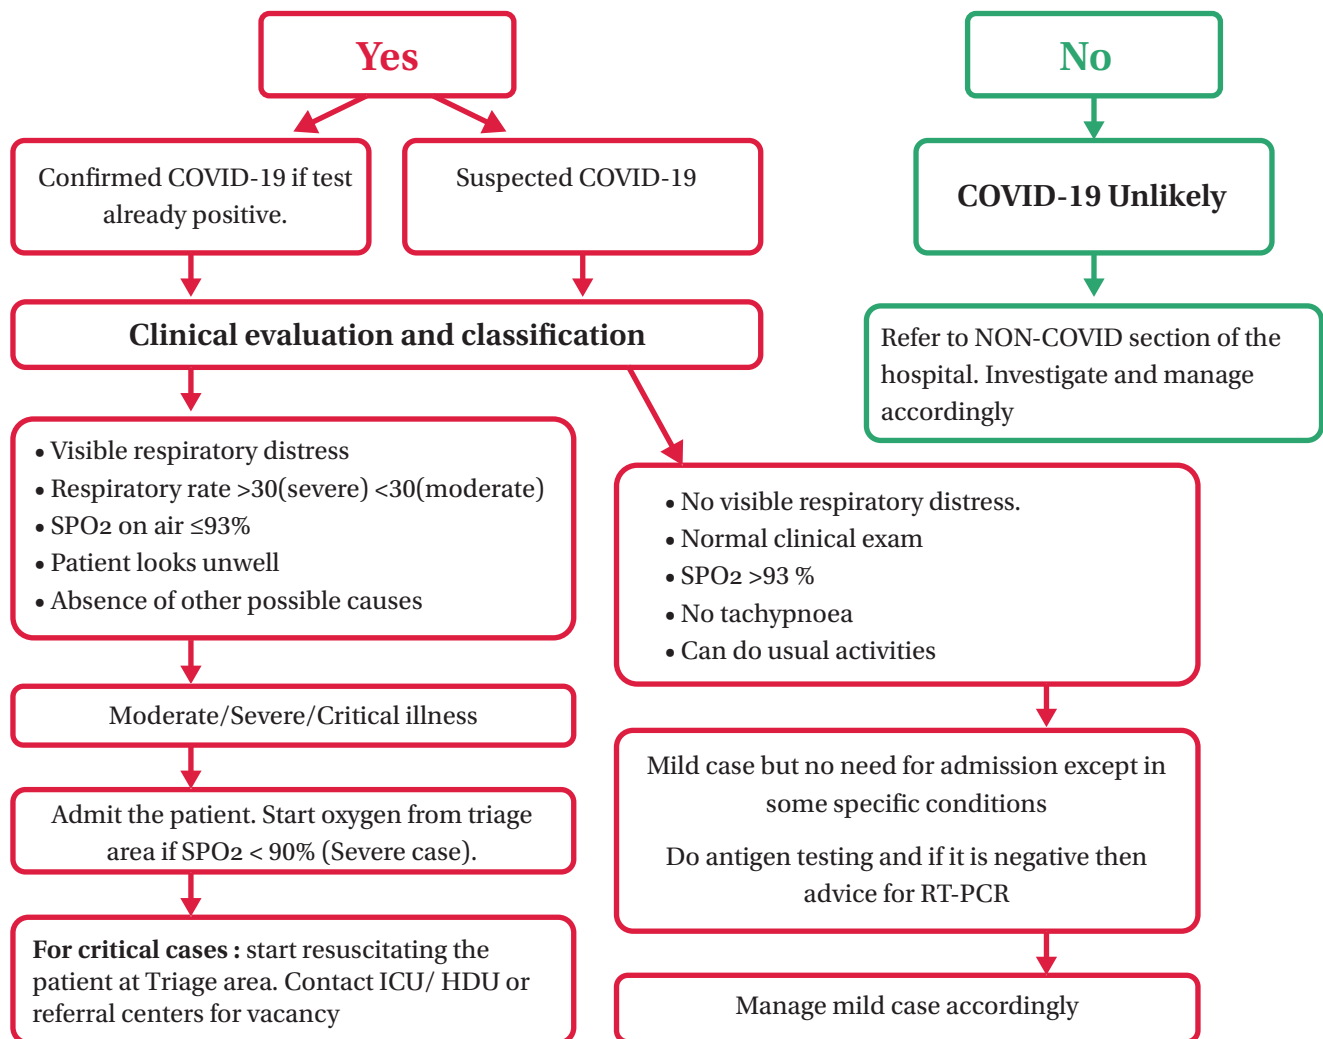 Yes
No
Confirmed COVID-19 if test
already positive.
Suspected COVID-19
COVID-19 Unlikely
Clinical evaluation and classification
Refer to NON-COVID section of the
hospital. Investigate and manage
accordingly
• Visible respiratory distress
• Respiratory rate >30(severe) <30(moderate)
• SPO2 on air ≤93%
• Patient looks unwell
• Absence of other possible causes
• No visible respiratory distress.
• Normal clinical exam
• SPO2 >93 %
• No tachypnoea
• Can do usual activities
Moderate/Severe/Critical illness
Admit the patient. Start oxygen from triage
area if SPO2 < 90% (Severe case).
For critical cases : start resuscitating the
patient at Triage area. Contact ICU/ HDU or
referral centers for vacancy
Mild case but no need for admission except in
some specific conditions
Do antigen testing and if it is negative then
advice for RT-PCR
Manage mild case accordingly